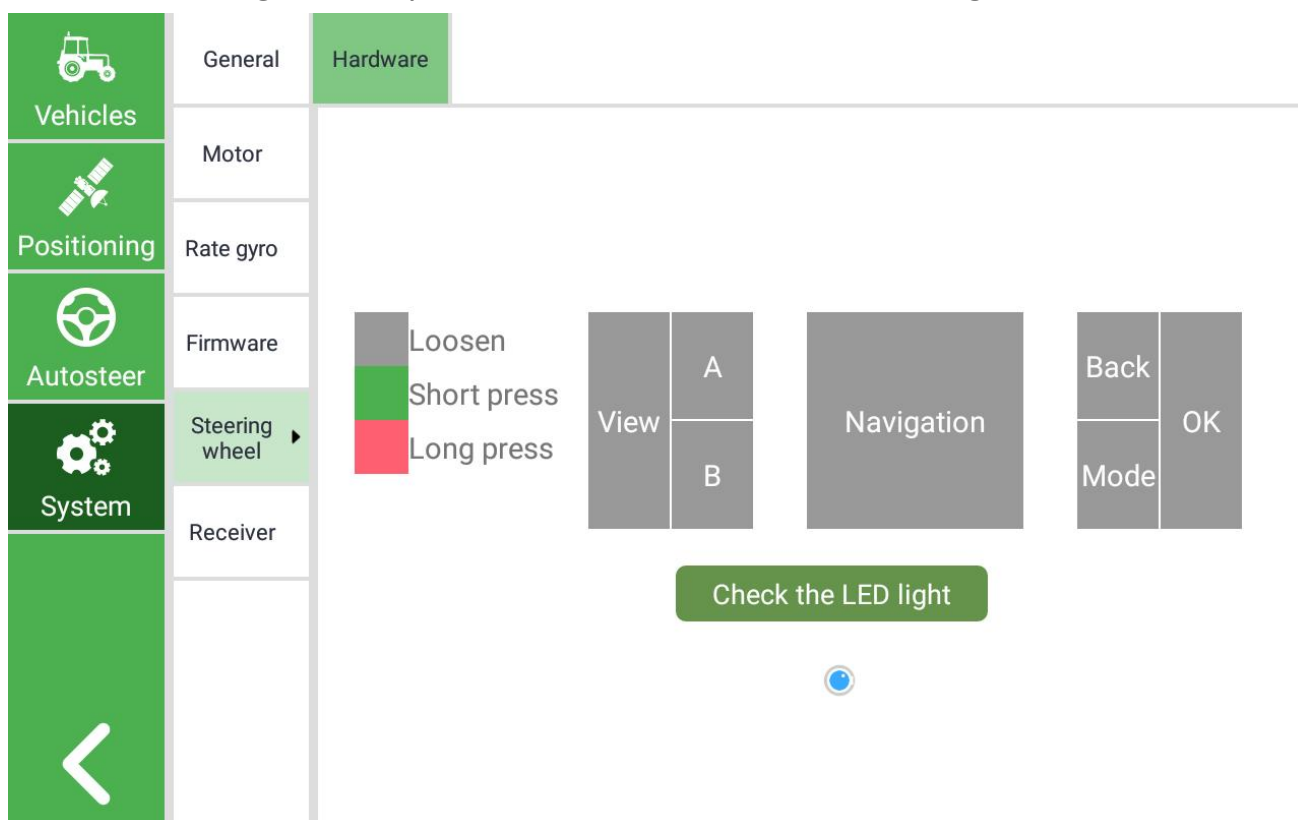 Vehicles
Positioning
Autosteer
System
General
Motor
Rate gyro
Firmware
Steering
wheel
Receiver
Hardware
Loosen
Short press
Long press
View
A
B
Navigation
Back
Mode
OK
Check the LED light